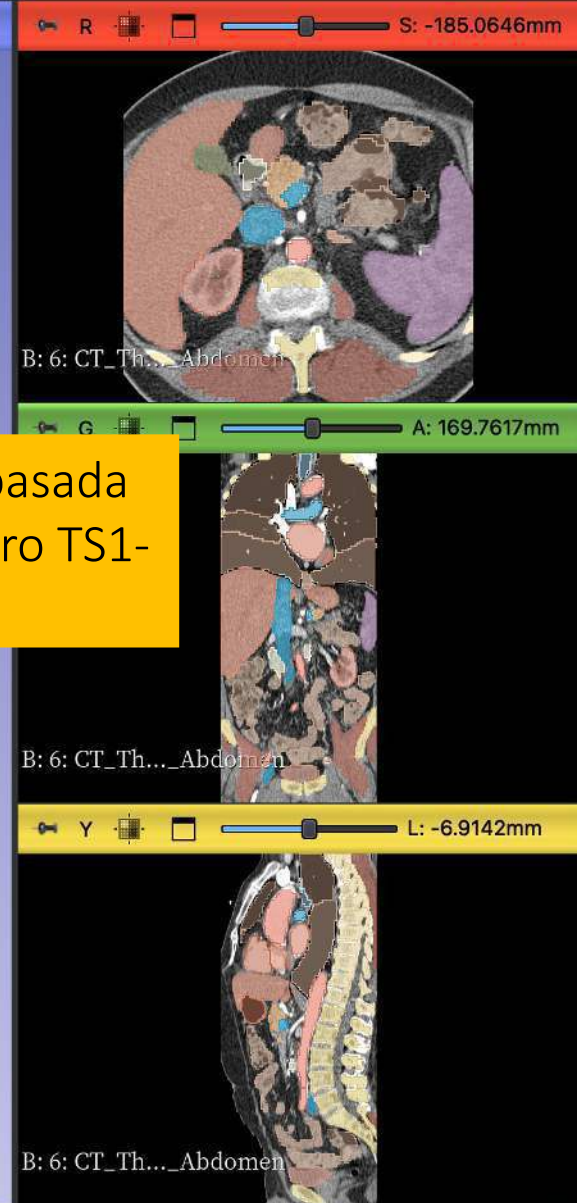 R S: -185.0646mm
B: 6: CT_Th..._Abdomen
G A: 169.7617mm
basada
ro TS1-
B: 6: CT_Th..._Abdomen
Y L: -6.9142mm
B: 6: CT_Th..._Abdomen